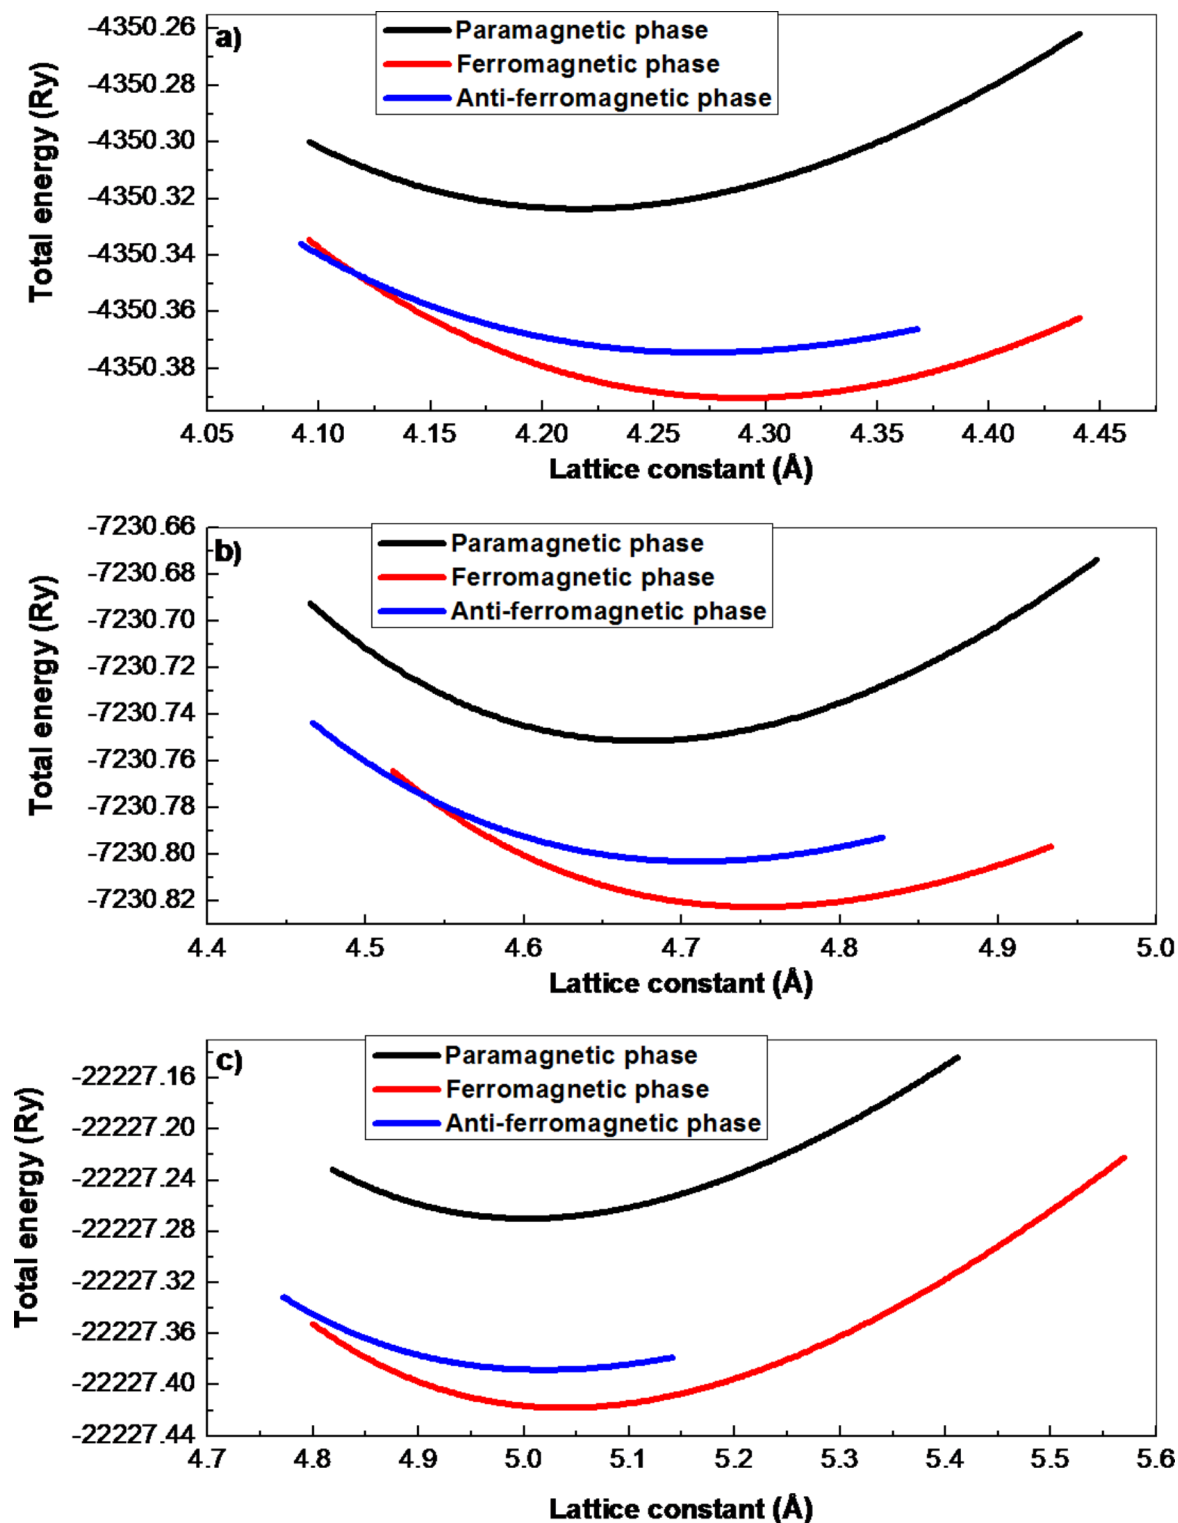 a)
Paramagnetic phase
Ferromagnetic phase
Anti-ferromagnetic phase
Total energy (Ry)
-4350.26
-4350.28
-4350.30
-4350.32
-4350.34
-4350.36
-4350.38
4.05 4.10 4.15 4.20 4.25 4.30 4.35 4.40 4.45
Lattice constant (Å)
b)
Paramagnetic phase
Ferromagnetic phase
Anti-ferromagnetic phase
Total energy (Ry)
-7230.66
-7230.68
-7230.70
-7230.72
-7230.74
-7230.76
-7230.78
-7230.80
-7230.82
4.4 4.5 4.6 4.7 4.8 4.9 5.0
Lattice constant (Å)
c)
Paramagnetic phase
Ferromagnetic phase
Anti-ferromagnetic phase
Total energy (Ry)
-22227.16
-22227.20
-22227.24
-22227.28
-22227.32
-22227.36
-22227.40
-22227.44
4.7 4.8 4.9 5.0 5.1 5.2 5.3 5.4 5.5 5.6
Lattice constant (Å)